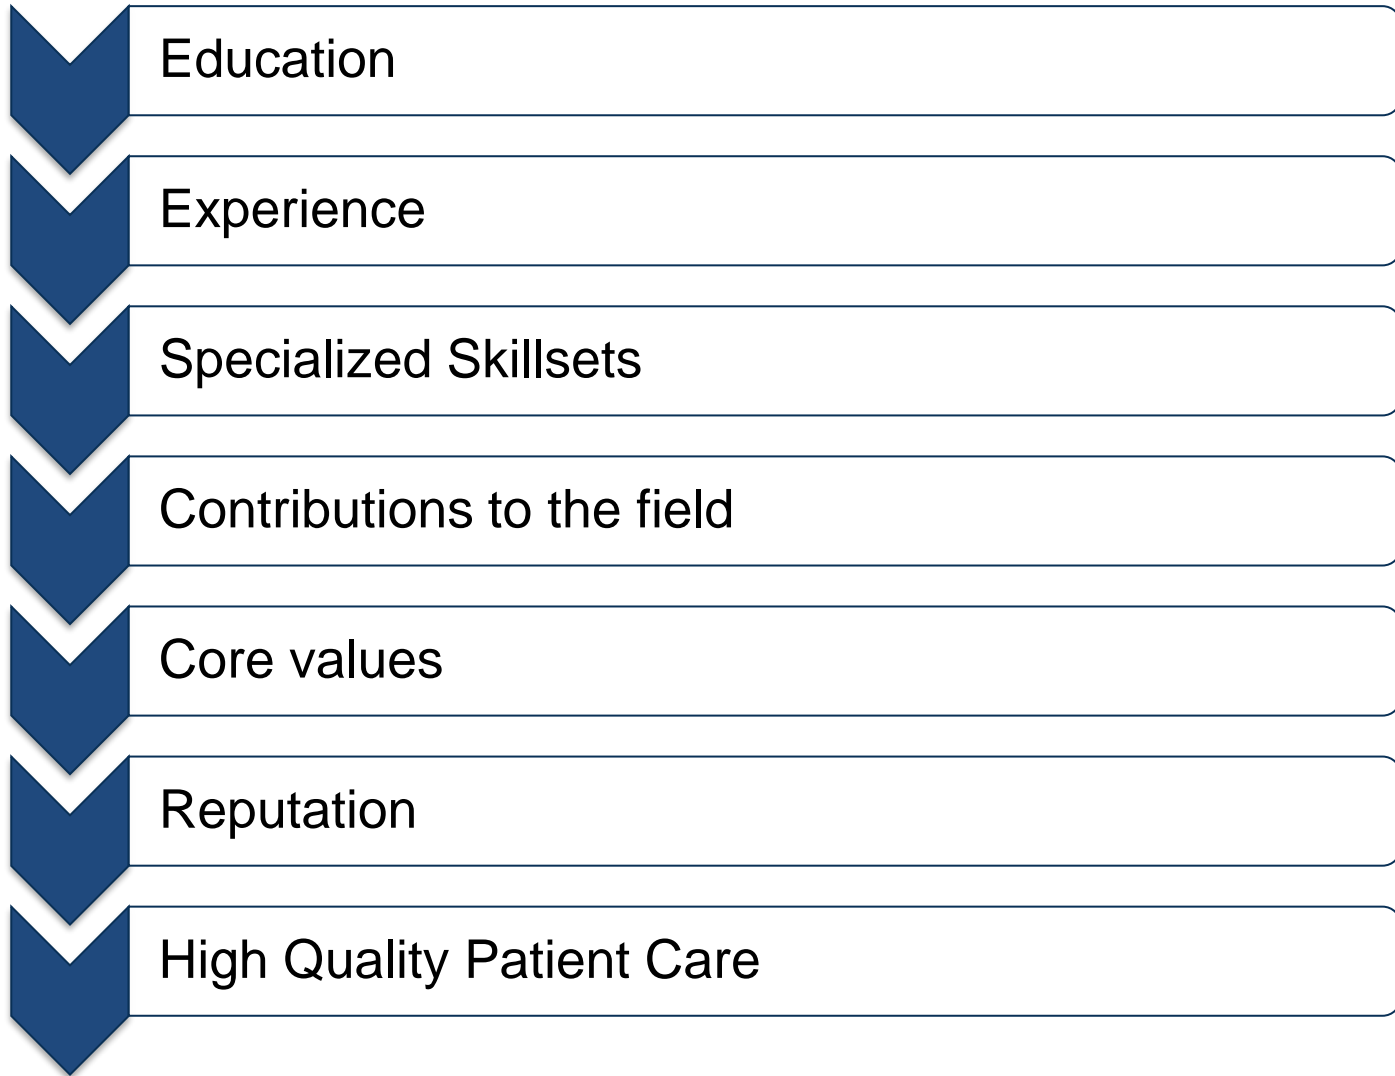 Education
Experience
Specialized Skillsets
Contributions to the field
Core values
Reputation
High Quality Patient Care